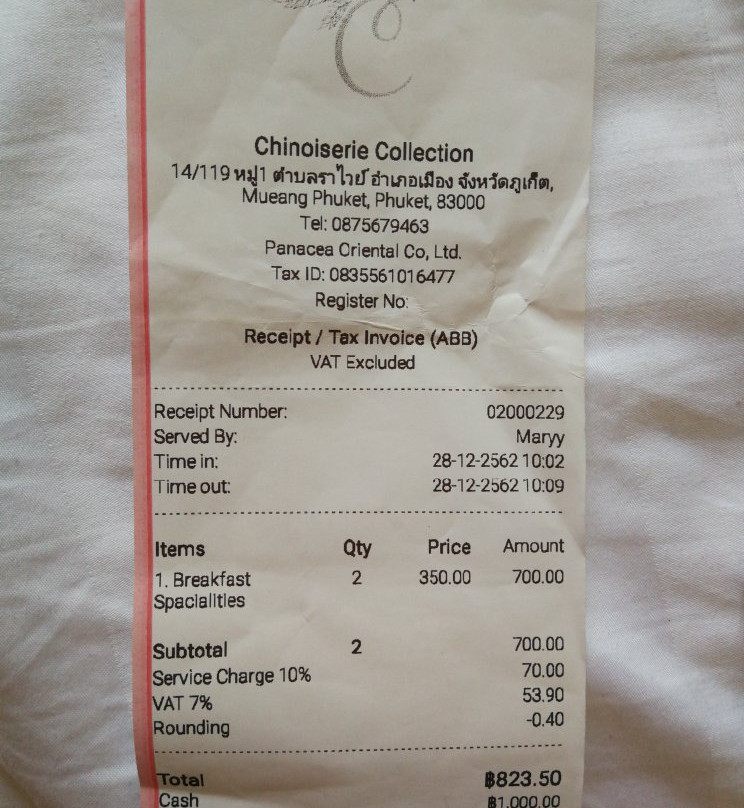 C
Chinoiserie Collection
14/119 หมู่1 ตำบลราไวย์ อำเภอเมือง จังหวัดภูเก็ต,
Mueang Phuket, Phuket, 83000
Tel: 0875679463
Panacea Oriental Co, Ltd.
Tax ID: 0835561016477
Register No:
Receipt / Tax Invoice (ABB)
VAT Excluded
Receipt Number: 02000229
Served By: Maryy
Time in: 28-12-2562 10:02
Time out: 28-12-2562 10:09
Items Qty Price Amount
1. Breakfast 2 350.00 700.00
Spacialities
Subtotal 2 700.00
Service Charge 10% 70.00
VAT 7% 53.90
Rounding -0.40
Total ฿823.50
Cash ฿1,000.00